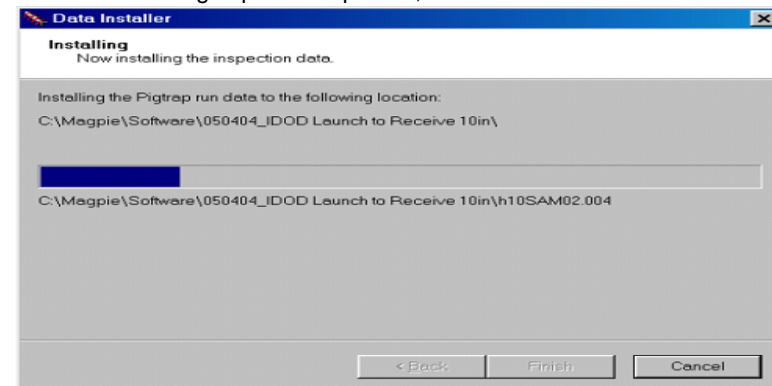 Data Installer
Installing
Now installing the inspection data.
Installing the Pigtrap run data to the following location:
C:\Magpie\Software\050404_IDOD Launch to Receive 10in\
C:\Magpie\Software\050404_IDOD Launch to Receive 10in\h10SAM02.004
< Back Finish Cancel